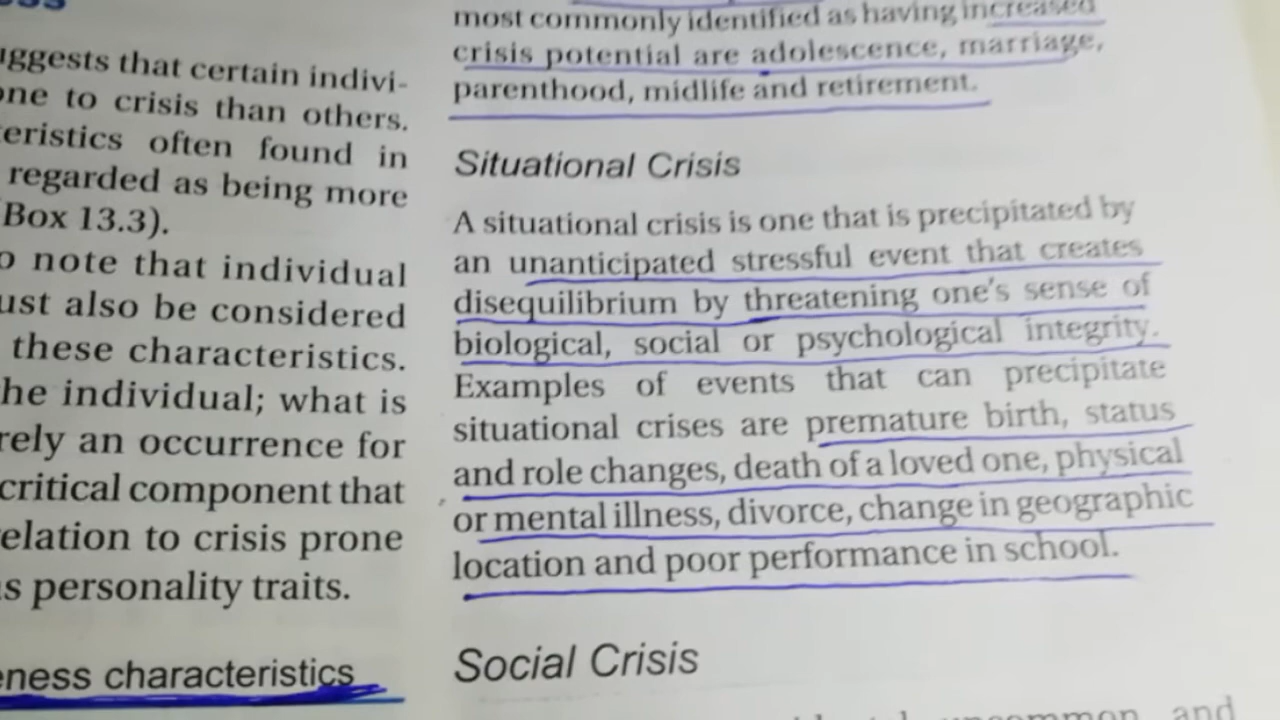 uggests that certain indivi-
one to crisis than others.
eristics often found in
regarded as being more
Box 13.3).
o note that individual
ust also be considered
these characteristics.
he individual; what is
rely an occurrence for
critical component that
elation to crisis prone
s personality traits.
eness characteristics
most commonly identified as having increased
crisis potential are adolescence, marriage,
parenthood, midlife and retirement.
Situational Crisis
A situational crisis is one that is precipitated by
an unanticipated stressful event that creates
disequilibrium by threatening one's sense of
biological, social or psychological integrity.
Examples of events that can precipitate
situational crises are premature birth, status
and role changes, death of a loved one, physical
or mental illness, divorce, change in geographic
location and poor performance in school.
Social Crisis
uncommon and